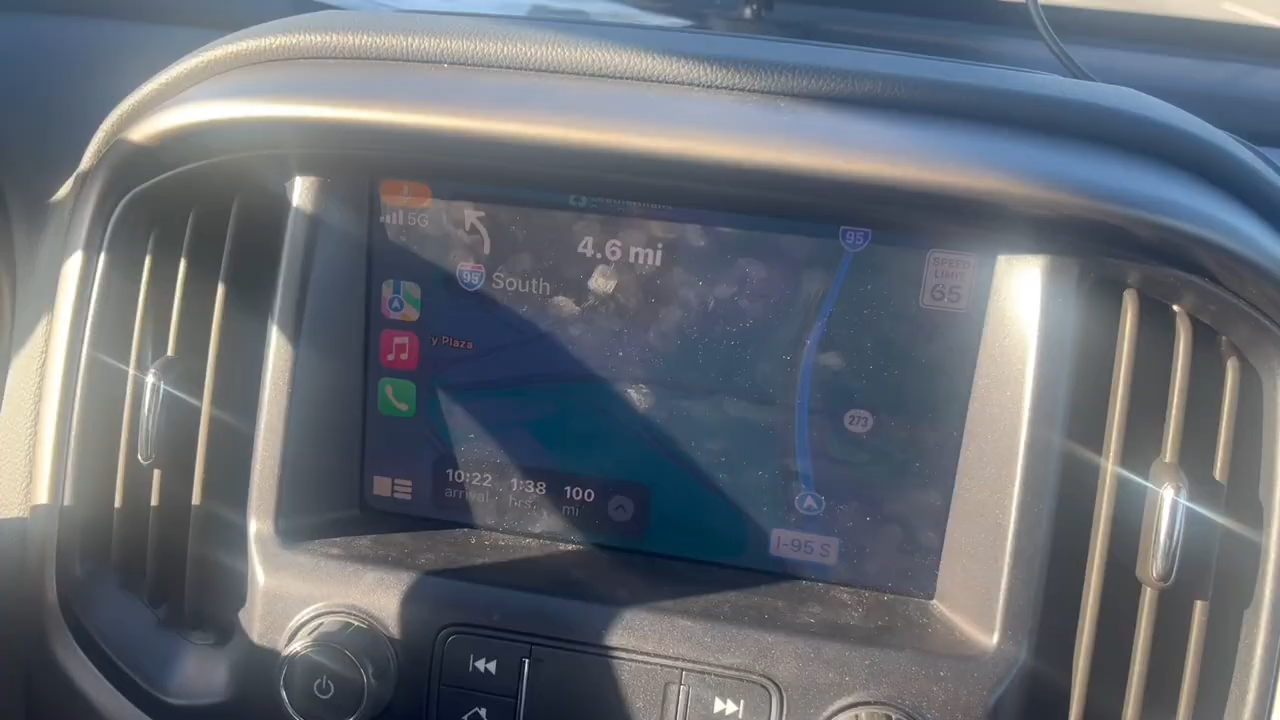 5G
4.6 mi
95 South
95
SPEED
LIMIT
65
y Plaza
273
10:22 1:38 100
arrival hrs mi
I-95 S